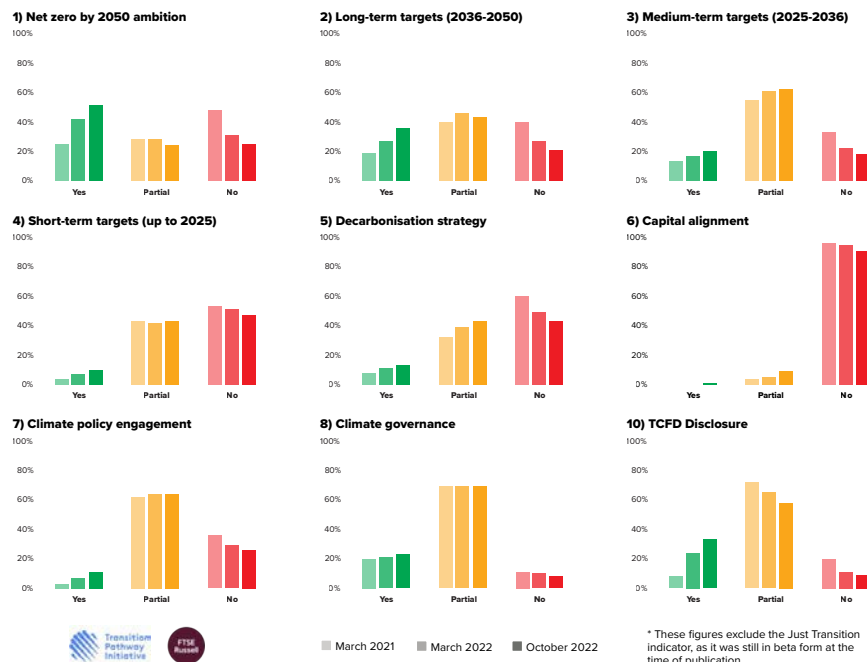 1) Net zero by 2050 ambition
100%
80%
60%
40%
20%
0%
Yes Partial No
2) Long-term targets (2036-2050)
100%
80%
60%
40%
20%
0%
Yes Partial No
3) Medium-term targets (2025-2036)
100%
80%
60%
40%
20%
0%
Yes Partial No
4) Short-term targets (up to 2025)
100%
80%
60%
40%
20%
0%
Yes Partial No
5) Decarbonisation strategy
100%
80%
60%
40%
20%
0%
Yes Partial No
6) Capital alignment
100%
80%
60%
40%
20%
0%
Yes Partial No
7) Climate policy engagement
100%
80%
60%
40%
20%
0%
Yes Partial No
8) Climate governance
100%
80%
60%
40%
20%
0%
Yes Partial No
10) TCFD Disclosure
100%
80%
60%
40%
20%
0%
Yes Partial No
Transition
Pathway
Initiative
FTSE
Russell
March 2021 March 2022 October 2022
* These figures exclude the Just Transition
indicator, as it was still in beta form at the
time of publication